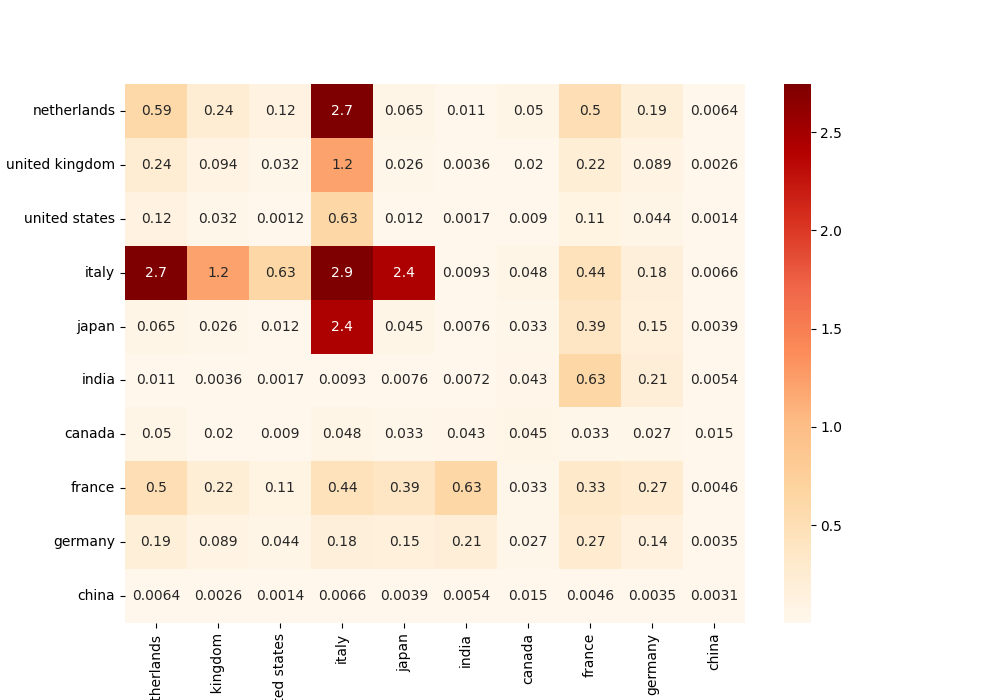 netherlands 0.59 0.24 0.12 2.7 0.065 0.011 0.05 0.5 0.19 0.0064
united kingdom 0.24 0.094 0.032 1.2 0.026 0.0036 0.02 0.22 0.089 0.0026
united states 0.12 0.032 0.0012 0.63 0.012 0.0017 0.009 0.11 0.044 0.0014
italy 2.7 1.2 0.63 2.9 2.4 0.0093 0.048 0.44 0.18 0.0066
japan 0.065 0.026 0.012 2.4 0.045 0.0076 0.033 0.39 0.15 0.0039
india 0.011 0.0036 0.0017 0.0093 0.0076 0.0072 0.043 0.63 0.21 0.0054
canada 0.05 0.02 0.009 0.048 0.033 0.043 0.045 0.033 0.027 0.015
france 0.5 0.22 0.11 0.44 0.39 0.63 0.033 0.33 0.27 0.0046
germany 0.19 0.089 0.044 0.18 0.15 0.21 0.027 0.27 0.14 0.0035
china 0.0064 0.0026 0.0014 0.0066 0.0039 0.0054 0.015 0.0046 0.0035 0.0031
therlands
kingdom
ed states
italy
japan
india
canada
france
germany
china
2.5
2.0
1.5
1.0
0.5